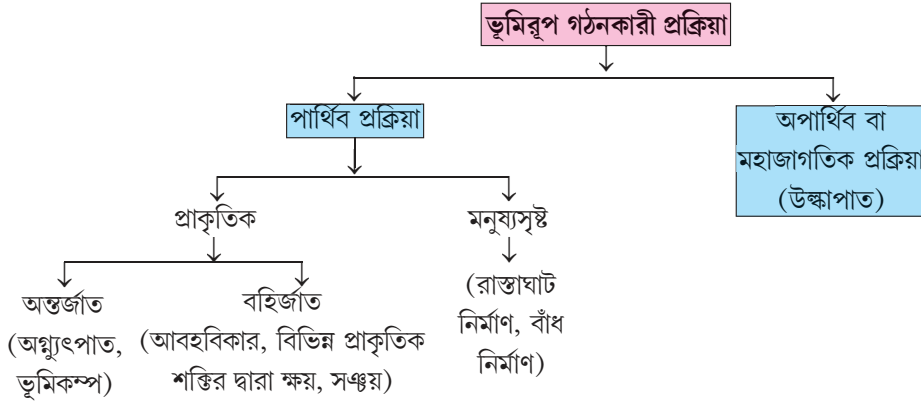 ভূমিরূপ গঠনকারী প্রক্রিয়া
পার্থিব প্রক্রিয়া
অপার্থিব বা
মহাজাগতিক প্রক্রিয়া
(উল্কাপাত)
প্রাকৃতিক
মনুষ্যসৃষ্ট
অন্তর্জাত
(অগ্ন্যুৎপাত,
ভূমিকম্প)
বহির্জাত
(আবহবিকার, বিভিন্ন প্রাকৃতিক
শক্তির দ্বারা ক্ষয়, সঞ্চয়)
(রাস্তাঘাট
নির্মাণ, বাঁধ
নির্মাণ)